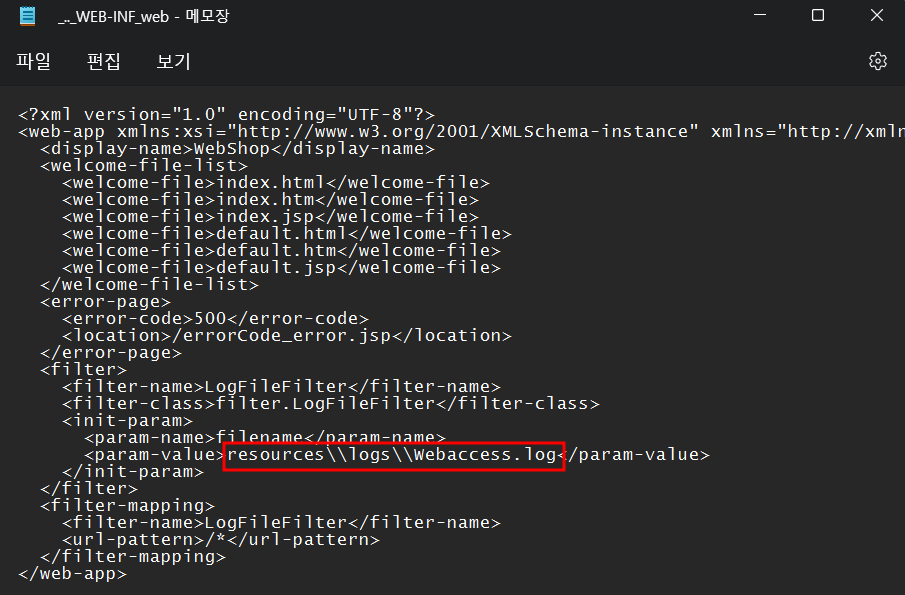 _.._WEB-INF_web - 메모장
파일 편집 보기
<?xml version="1.0" encoding="UTF-8"?>
<web-app xmlns:xsi="http://www.w3.org/2001/XMLSchema-instance" xmlns="http://xmln
<display-name>WebShop</display-name>
<welcome-file-list>
<welcome-file>index.html</welcome-file>
<welcome-file>index.htm</welcome-file>
<welcome-file>index.jsp</welcome-file>
<welcome-file>default.html</welcome-file>
<welcome-file>default.htm</welcome-file>
<welcome-file>default.jsp</welcome-file>
</welcome-file-list>
<error-page>
<error-code>500</error-code>
<location>/errorCode_error.jsp</location>
</error-page>
<filter>
<filter-name>LogFileFilter</filter-name>
<filter-class>filter.LogFileFilter</filter-class>
<init-param>
<param-name>filename</param-name>
<param-value>resources\\logs\\Webaccess.log</param-value>
</init-param>
</filter>
<filter-mapping>
<filter-name>LogFileFilter</filter-name>
<url-pattern>/*</url-pattern>
</filter-mapping>
</web-app>